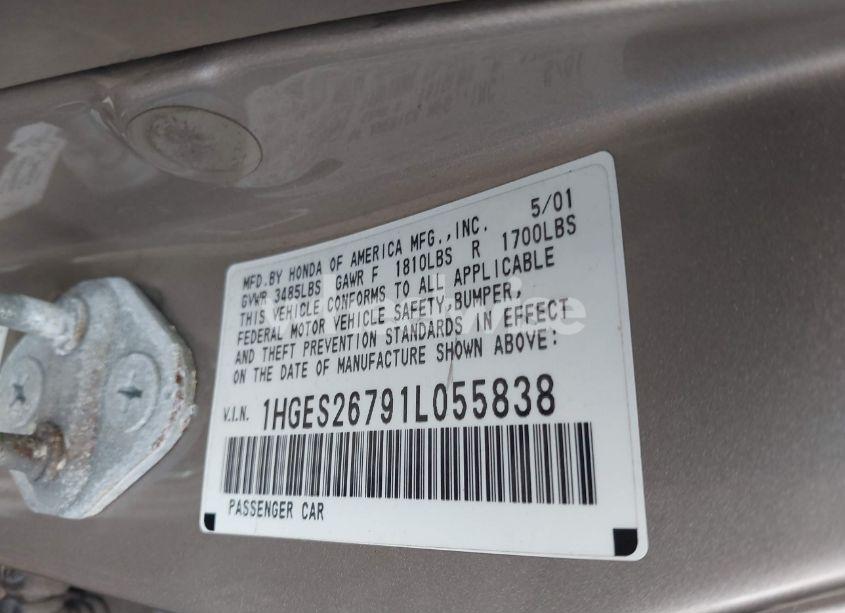 5/01
MFD.BY HONDA OF AMERICA MFG.,INC.
GVWR 3485LBS GAWR F 1810LBS R 1700LBS
THIS VEHICLE CONFORMS TO ALL APPLICABLE
FEDERAL MOTOR VEHICLE SAFETY,BUMPER,
AND THEFT PREVENTION STANDARDS IN EFFECT
ON THE DATE OF MANUFACTURE SHOWN ABOVE:
V.I.N. 1HGES26791L055838
PASSENGER CAR